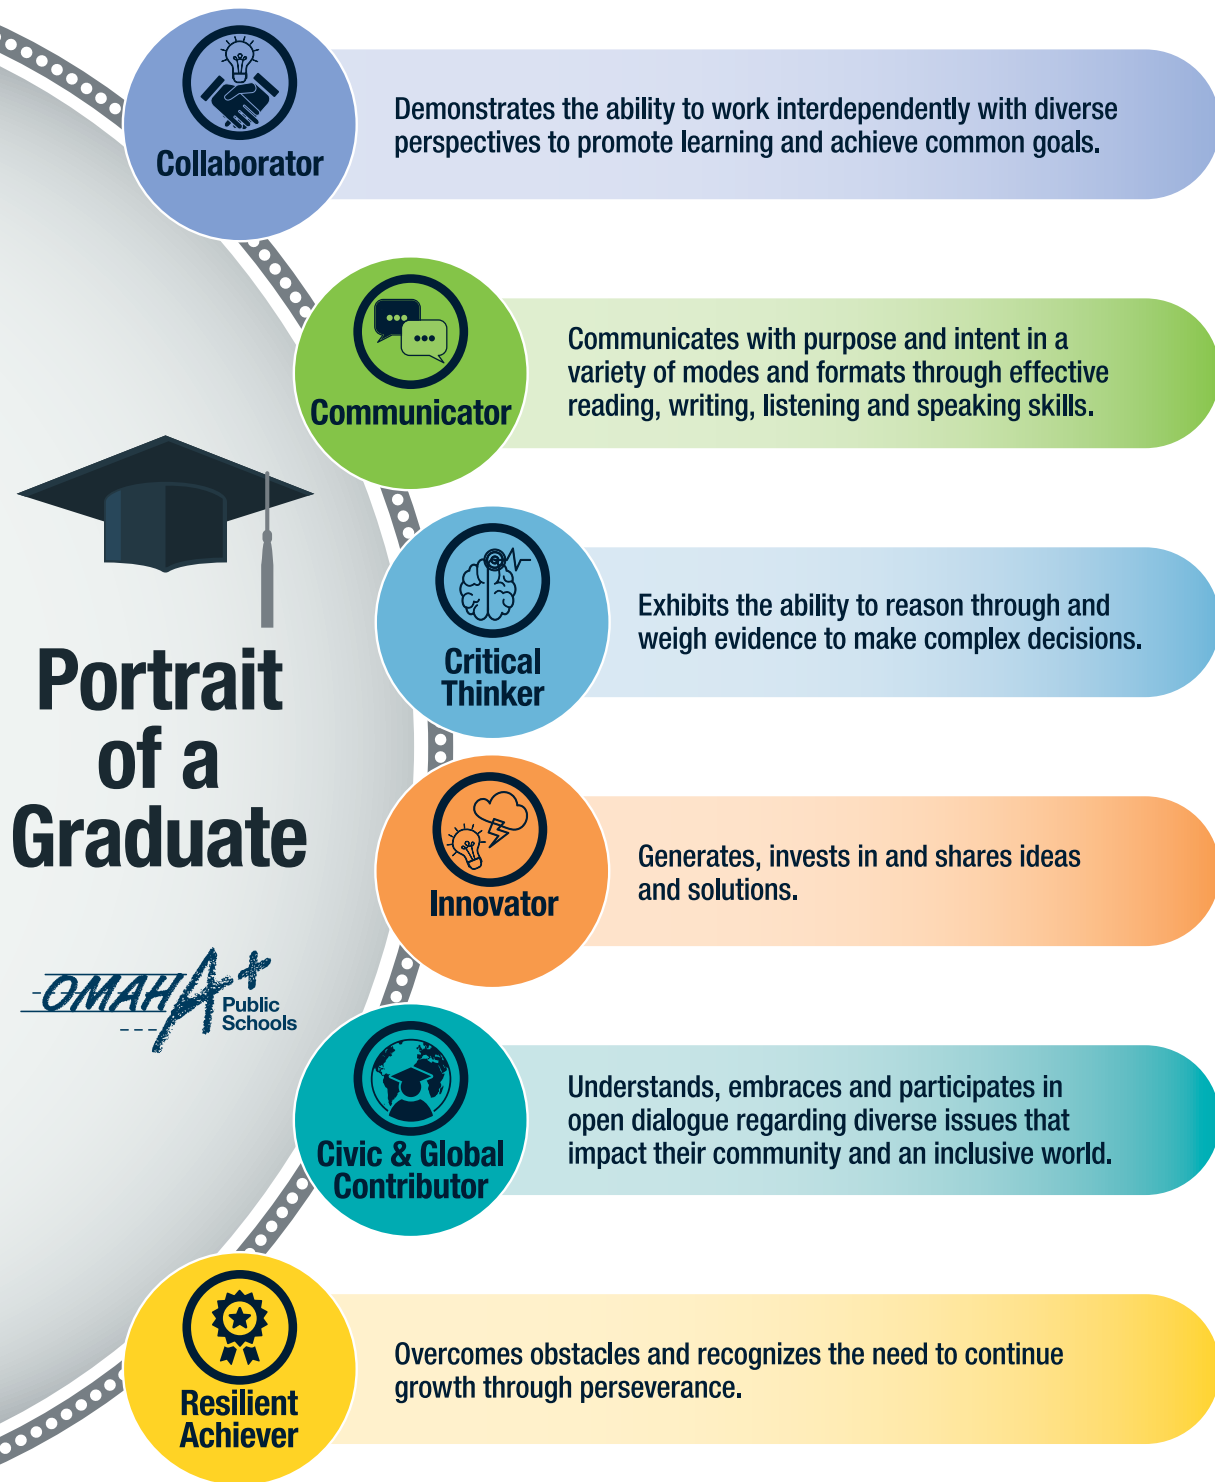 Collaborator
Demonstrates the ability to work interdependently with diverse
perspectives to promote learning and achieve common goals.
Communicator
Communicates with purpose and intent in a
variety of modes and formats through effective
reading, writing, listening and speaking skills.
Critical
Thinker
Exhibits the ability to reason through and
weigh evidence to make complex decisions.
Portrait
of a
Graduate
Innovator
Generates, invests in and shares ideas
and solutions.
OMAHA+
Public
Schools
Civic & Global
Contributor
Understands, embraces and participates in
open dialogue regarding diverse issues that
impact their community and an inclusive world.
Resilient
Achiever
Overcomes obstacles and recognizes the need to continue
growth through perseverance.